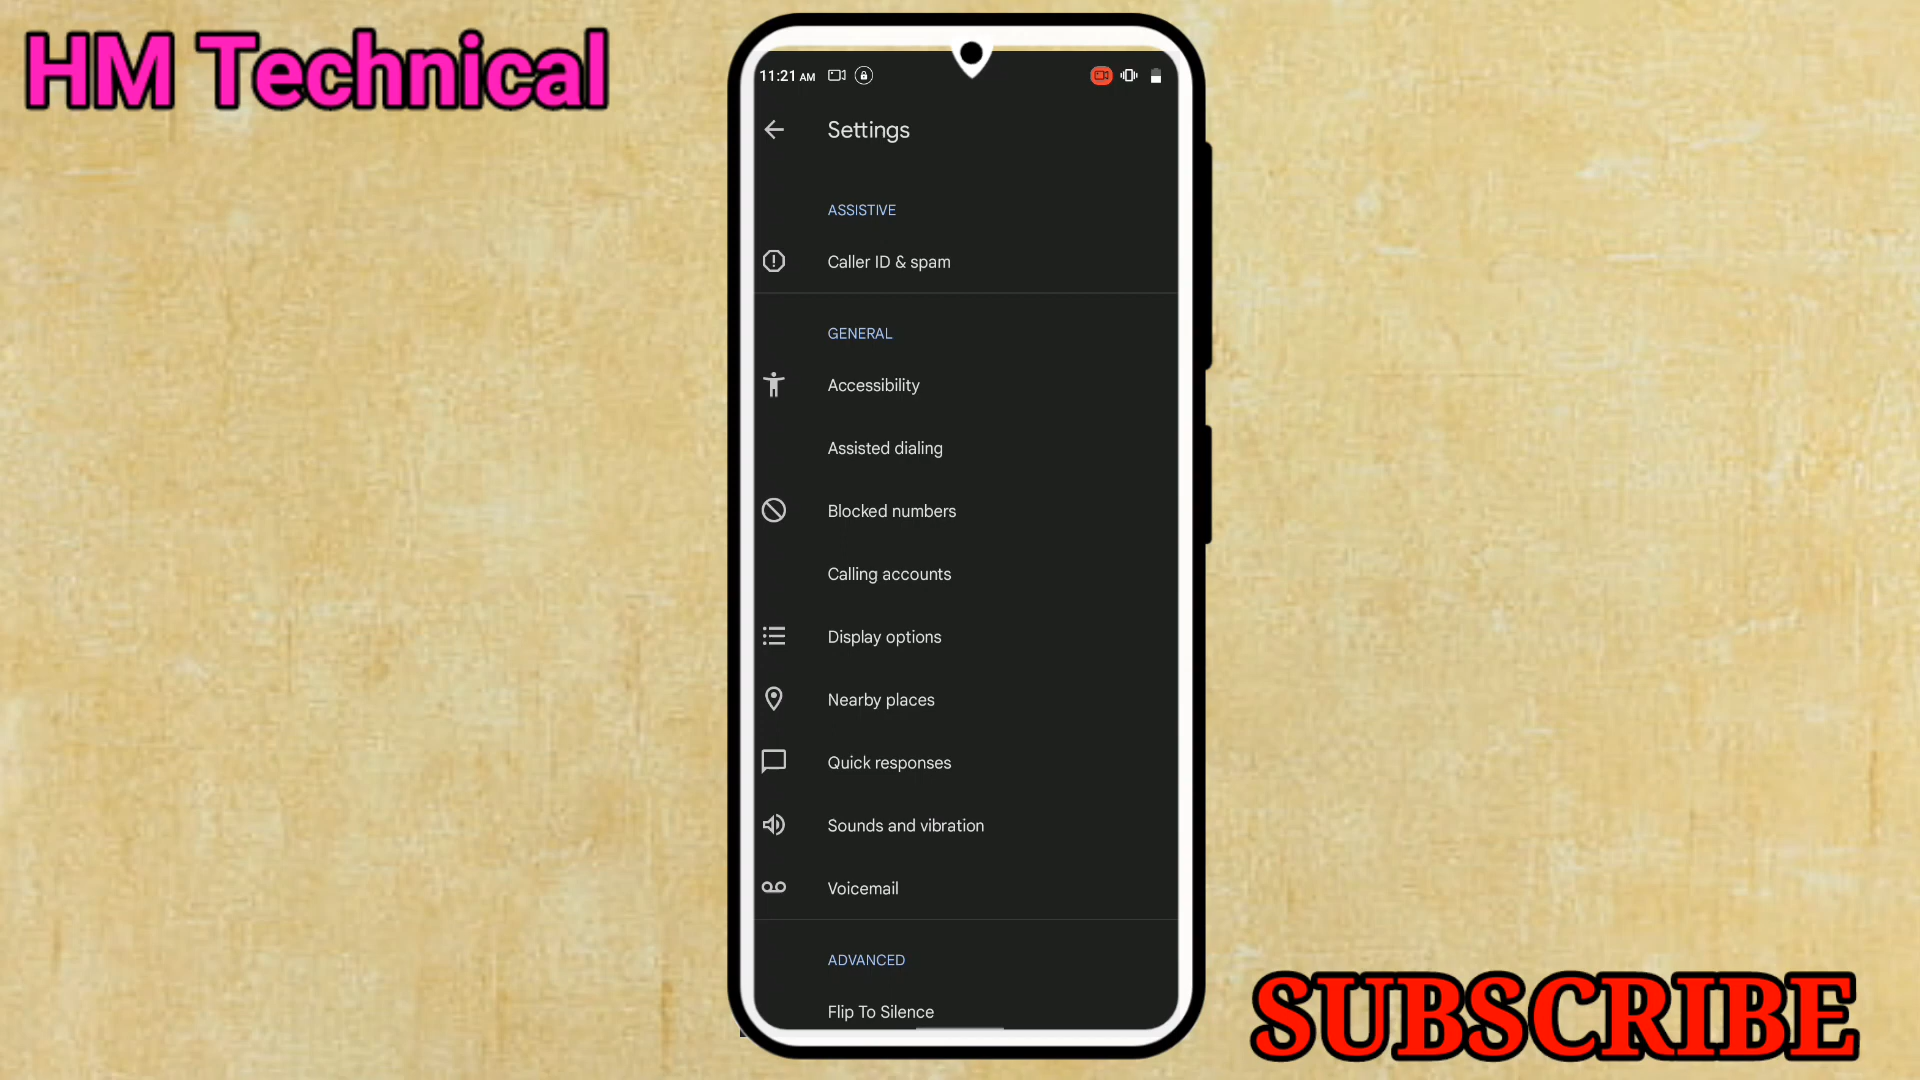 HM Technical
11:21 AM
Settings
ASSISTIVE
Caller ID & spam
GENERAL
Accessibility
Assisted dialing
Blocked numbers
Calling accounts
Display options
Nearby places
Quick responses
Sounds and vibration
Voicemail
ADVANCED
Flip To Silence
SUBSCRIBE